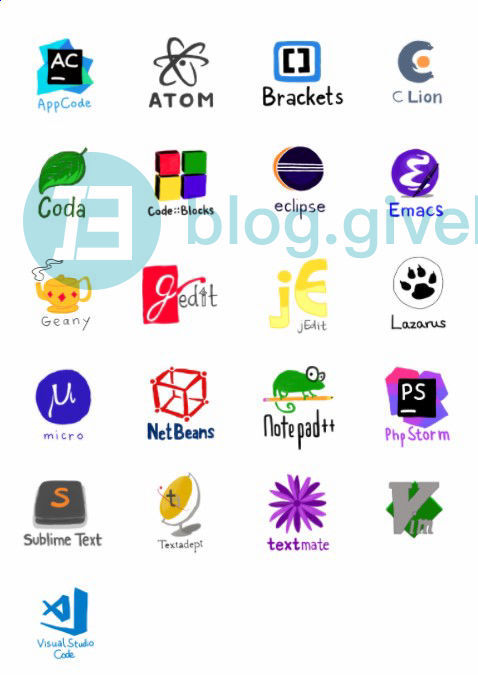 AC
AppCode
ATOM
Brackets
C Lion
Coda
Code::Blocks
eclipse
Emacs
blog.givel
Geany
gedit
jE
jEdit
Lazarus
μ
micro
NetBeans
Notepad++
PS
PhpStorm
S
Sublime Text
t
Textadept
textmate
Vim
Visual Studio
Code